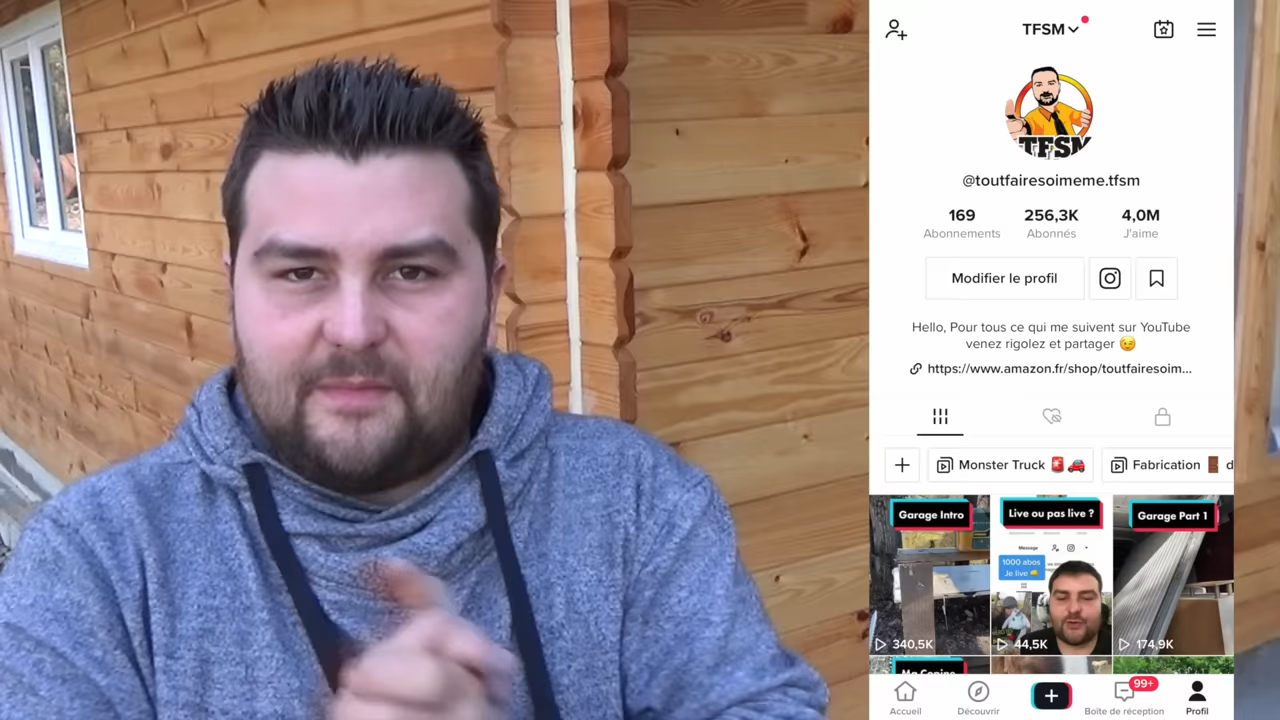 TFSM
TFSM
@toutfairesoimeme.tfsm
169 256,3K 4,0M
Abonnements Abonnés J'aime
Modifier le profil
Hello, Pour tous ce qui me suivent sur YouTube
venez rigolez et partager 😉
https://www.amazon.fr/shop/toutfairesoim...
Monster Truck 🚨🚗 Fabrication 🚪 d
Garage Intro Live ou pas live ? Garage Part 1
Message
1000 abos
Je live
340,5K 44,5K 174,9K
Ma Copine
99+
Accueil Découvrir Boîte de réception Profil